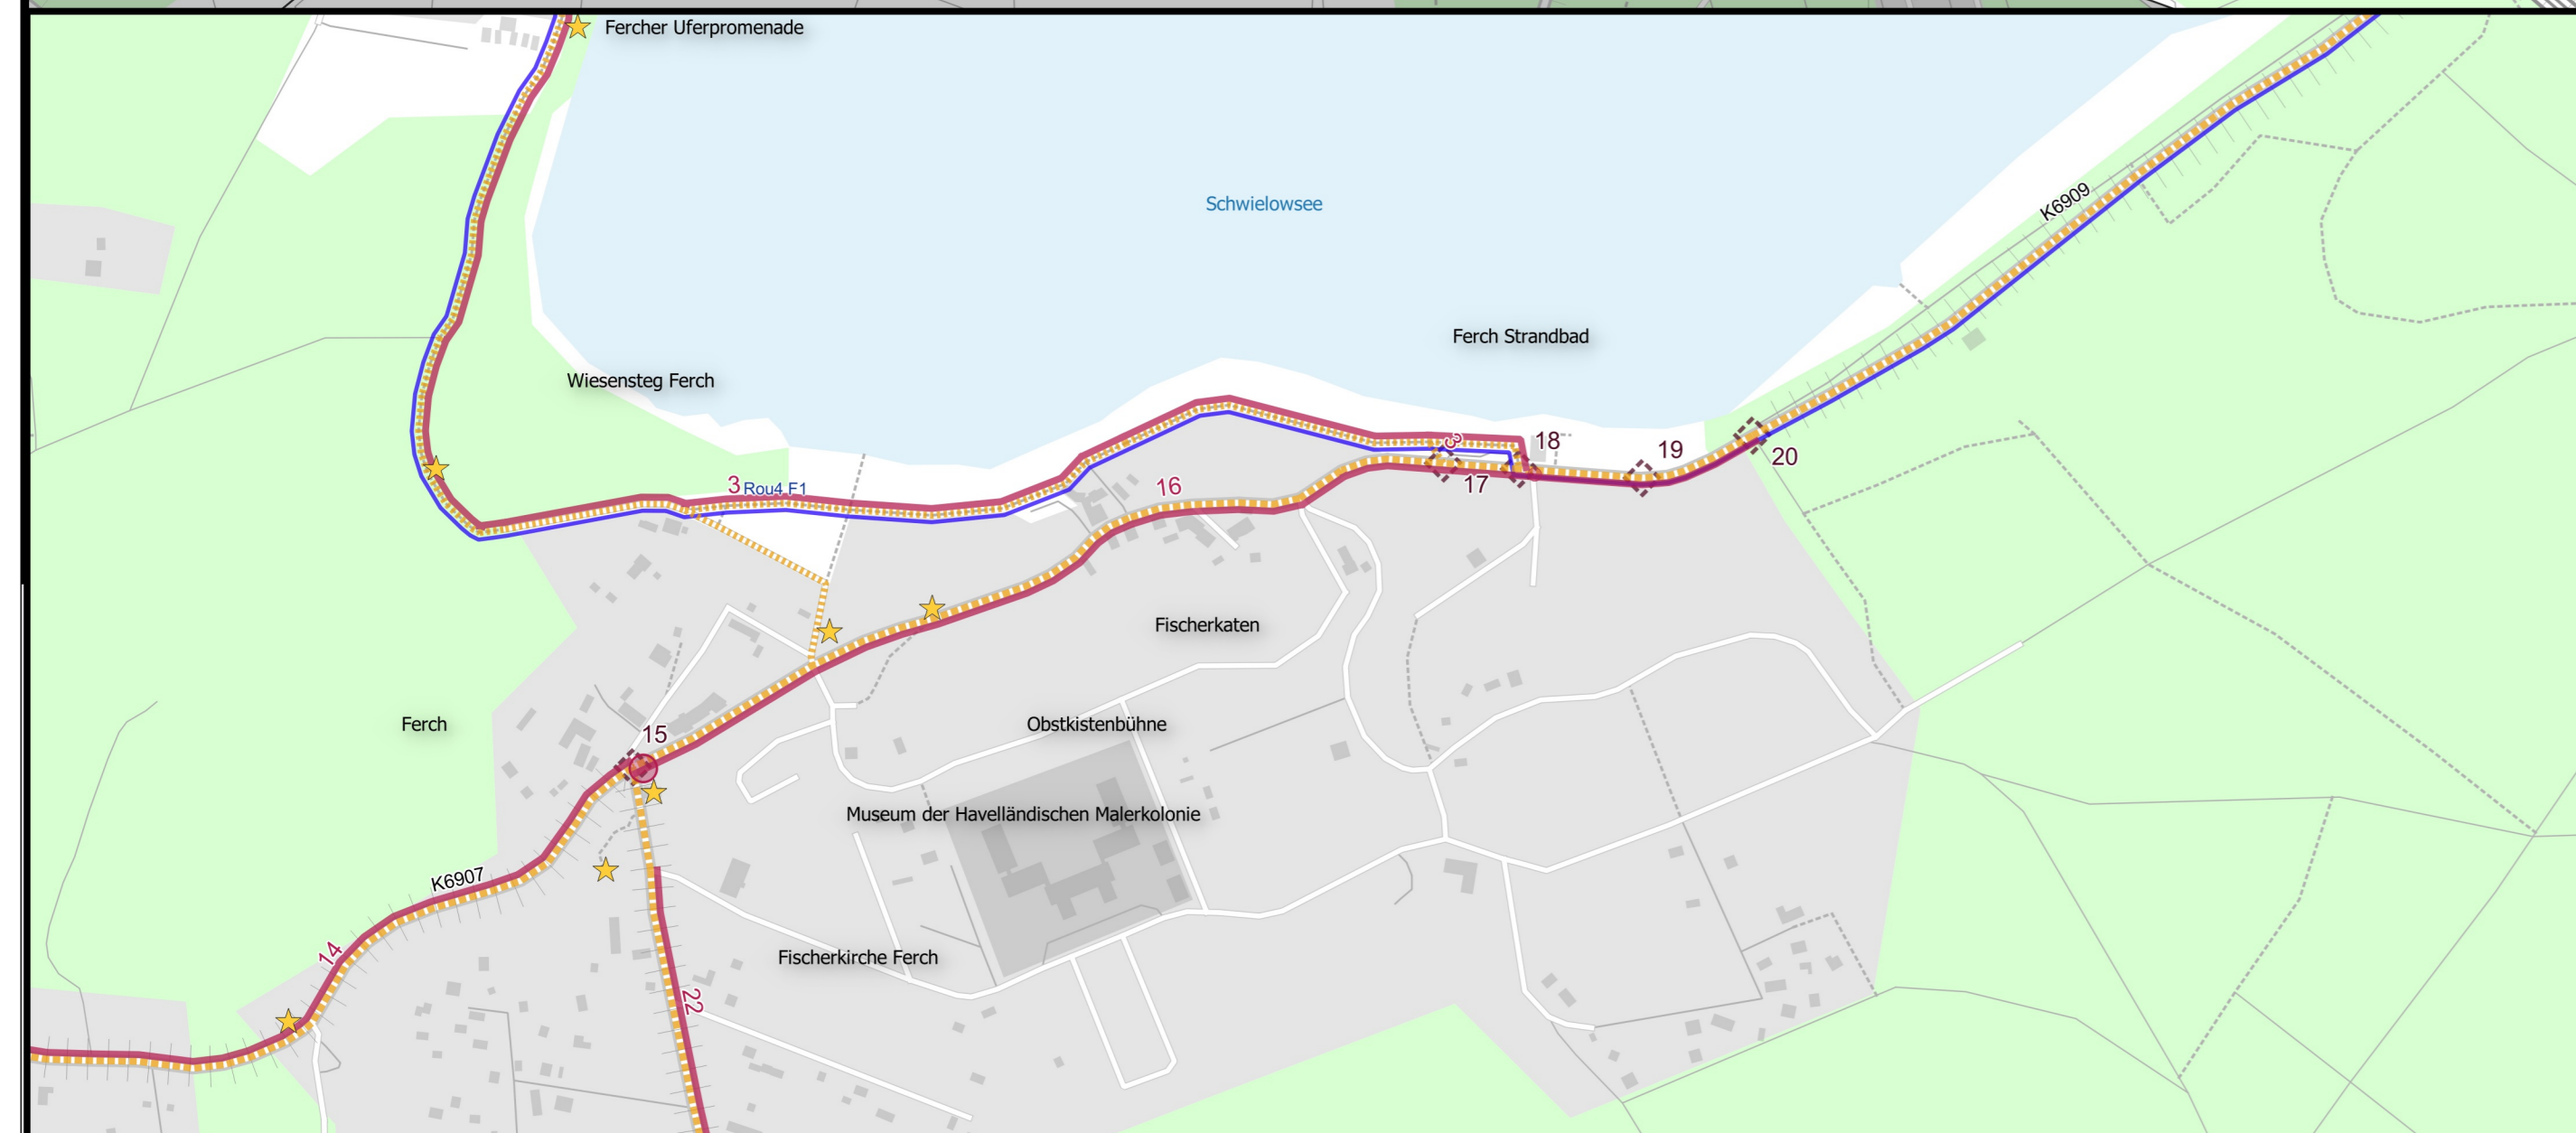 Fercher Uferpromenade
K6909
Schwielowsee
Ferch Strandbad
Wiesensteg Ferch
3
18
19
20
3 Rou4 F1
16
17
Fischerkaten
15
Ferch
Obstkistenbühne
Museum der Havelländischen Malerkolonie
K6907
14
Fischerkirche Ferch
22